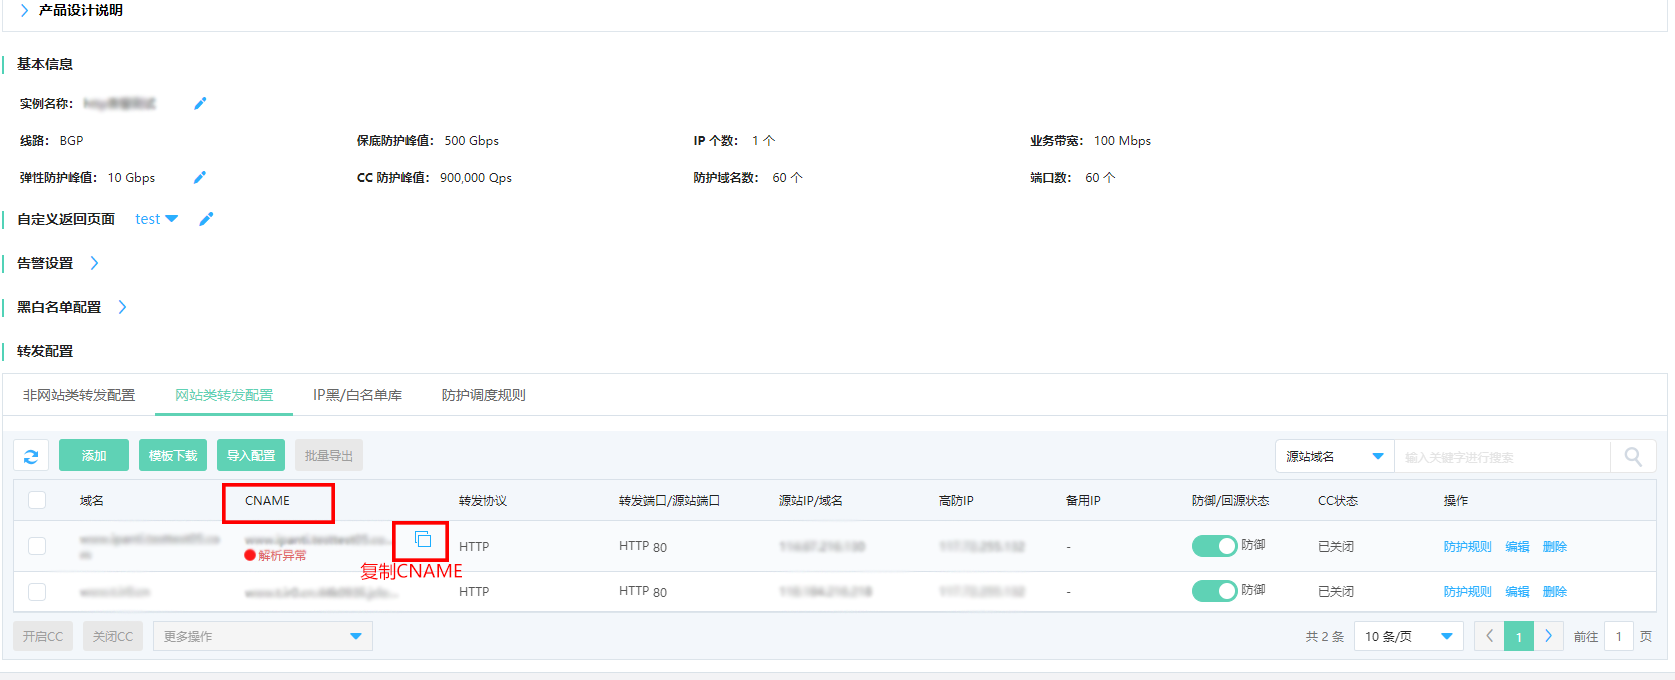 产品设计说明
基本信息
实例名称：
线路： BGP 保底防护峰值： 500 Gbps IP 个数： 1 个 业务带宽： 100 Mbps
弹性防护峰值： 10 Gbps CC 防护峰值： 900,000 Qps 防护域名数： 60 个 端口数： 60 个
自定义返回页面 test
告警设置
黑白名单配置
转发配置
非网站类转发配置 网站类转发配置 IP黑/白名单库 防护调度规则
添加 模板下载 导入配置 批量导出 源站域名 输入关键字进行搜索
域名 CNAME 转发协议 转发端口/源站端口 源站IP/域名 高防IP 备用IP 防御/回源状态 CC状态 操作
HTTP HTTP 80 - 防御 已关闭 防护规则 编辑 删除
解析异常
复制CNAME
HTTP HTTP 80 - 防御 已关闭 防护规则 编辑 删除
开启CC 关闭CC 更多操作 共 2 条 10 条/页 1 前往 1 页